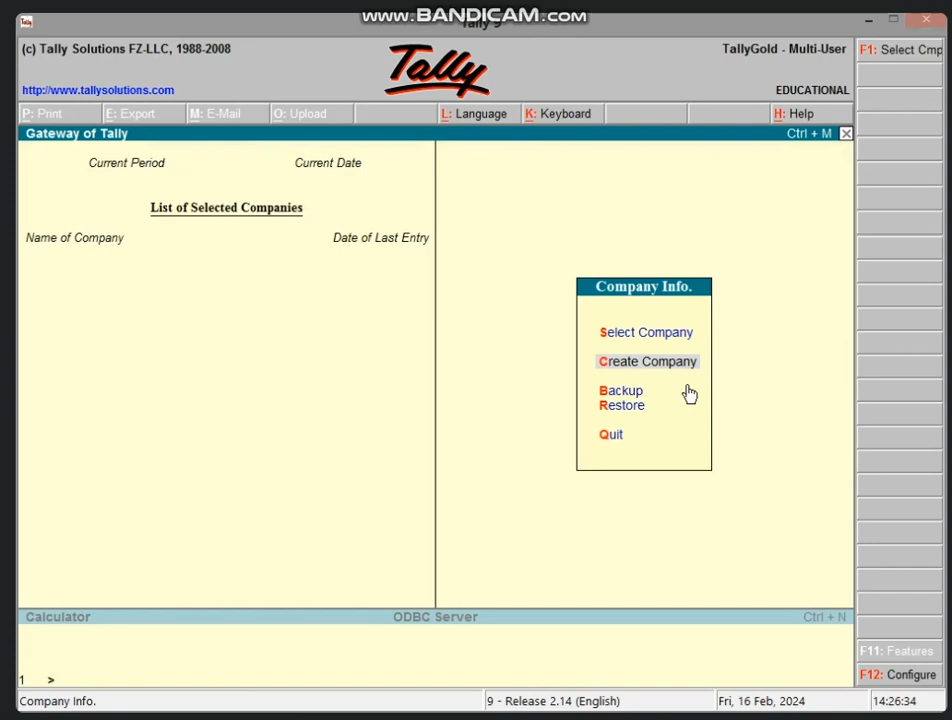 www.BANDICAM.com
Tally 9
(c) Tally Solutions FZ-LLC, 1988-2008
http://www.tallysolutions.com
Tally
TallyGold - Multi-User
EDUCATIONAL
F1: Select Cmp
P: Print
E: Export
M: E-Mail
O: Upload
L: Language
K: Keyboard
H: Help
Gateway of Tally
Ctrl + M
Current Period
Current Date
List of Selected Companies
Name of Company
Date of Last Entry
Company Info.
Select Company
Create Company
Backup
Restore
Quit
Calculator
ODBC Server
Ctrl + N
1 >
F11: Features
F12: Configure
Company Info.
9 - Release 2.14 (English)
Fri, 16 Feb, 2024
14:26:34